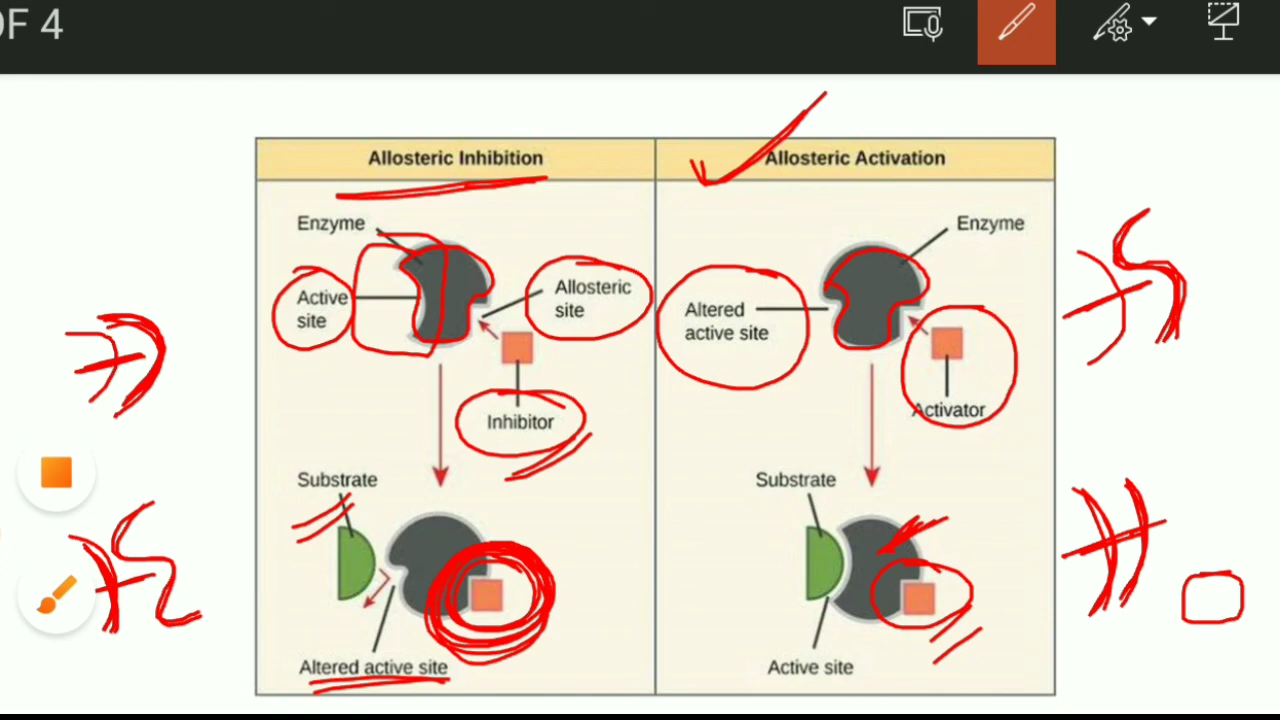 OF 4
Allosteric Inhibition
Allosteric Activation
Enzyme
Active
site
Allosteric
site
Inhibitor
Substrate
Altered active site
Enzyme
Altered
active site
Activator
Substrate
Active site